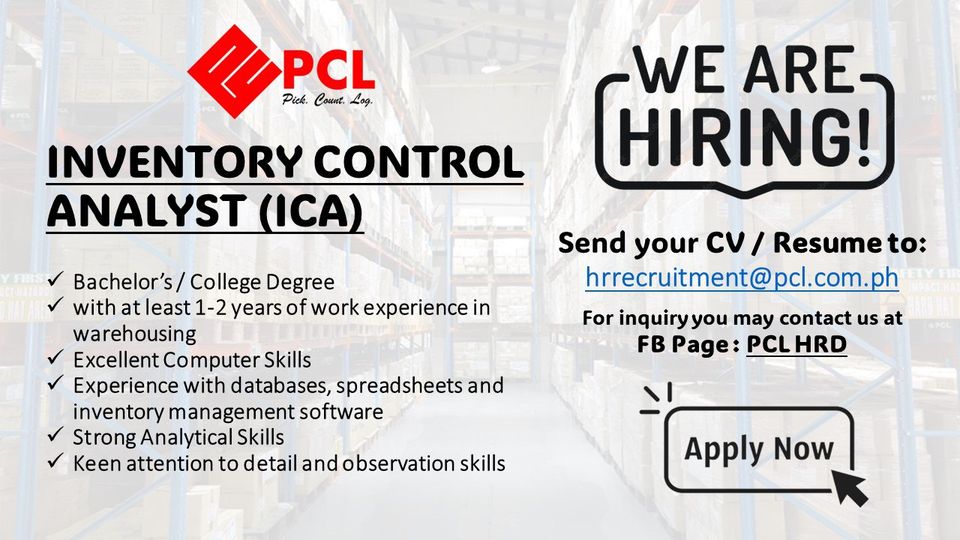 PCL
Pick. Count. Log.
INVENTORY CONTROL
ANALYST (ICA)
✓ Bachelor's / College Degree
✓ with at least 1-2 years of work experience in
warehousing
✓ Excellent Computer Skills
✓ Experience with databases, spreadsheets and
inventory management software
✓ Strong Analytical Skills
✓ Keen attention to detail and observation skills
WE ARE
HIRING!
Send your CV / Resume to:
hrrecruitment@pcl.com.ph
For inquiry you may contact us at
FB Page : PCL HRD
Apply Now